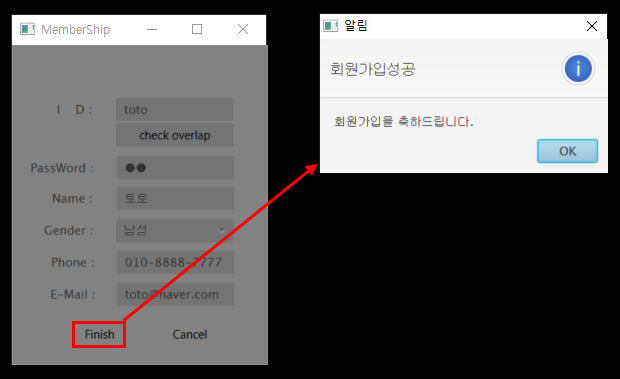 MemberShip
I D :
toto
check overlap
PassWord :
Name :
토토
Gender :
남성
Phone :
010-8888-7777
E-Mail :
toto@naver.com
Finish
Cancel
알림
회원가입성공
회원가입을 축하드립니다.
OK